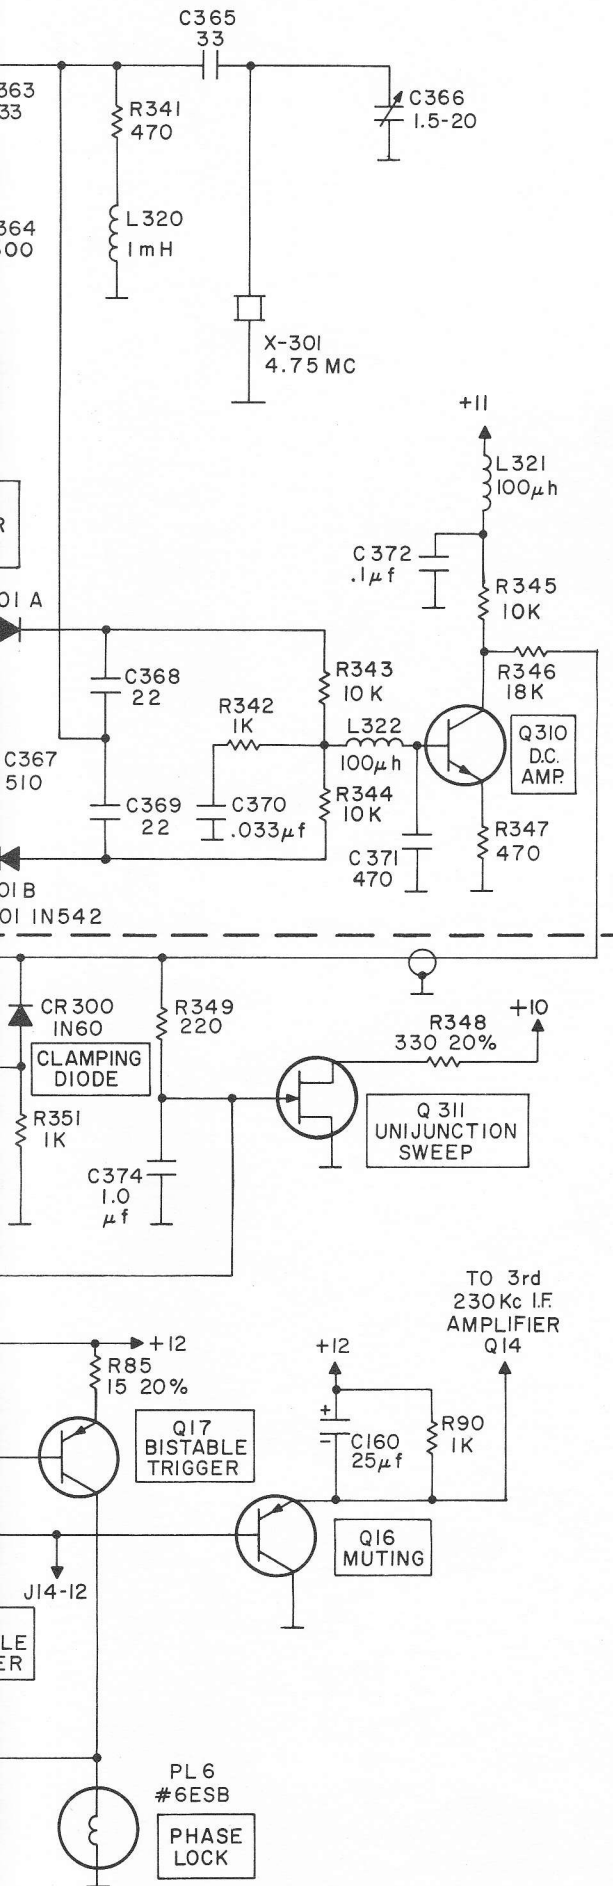 C365
33
363
33
R341
470
C366
1.5-20
L320
1mH
364
X-301
4.75 MC
+11
L321
100μh
C372
.1μf
R345
10K
R
01 A
R343
10K
R346
18K
C368
22
R342
1K
L322
100μh
Q310
D.C.
AMP.
C367
510
C369
22
C370
.033μf
R344
10K
C371
470
R347
470
01B
01 IN542
CR300
IN60
CLAMPING
DIODE
R349
220
R348
330 20%
+10
R351
1K
C374
1.0
μf
Q 311
UNIJUNCTION
SWEEP
TO 3rd
230Kc I.F.
AMPLIFIER
Q14
+12
+12
R85
15 20%
Q17
BISTABLE
TRIGGER
+
-
C160
25μf
R90
1K
Q16
MUTING
J14-12
LE
ER
PL6
#6ESB
PHASE
LOCK